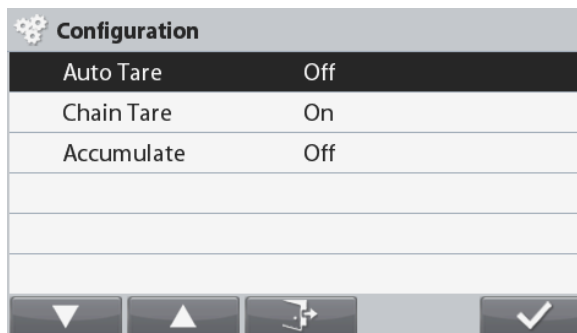 Configuration
Auto Tare Off
Chain Tare On
Accumulate Off